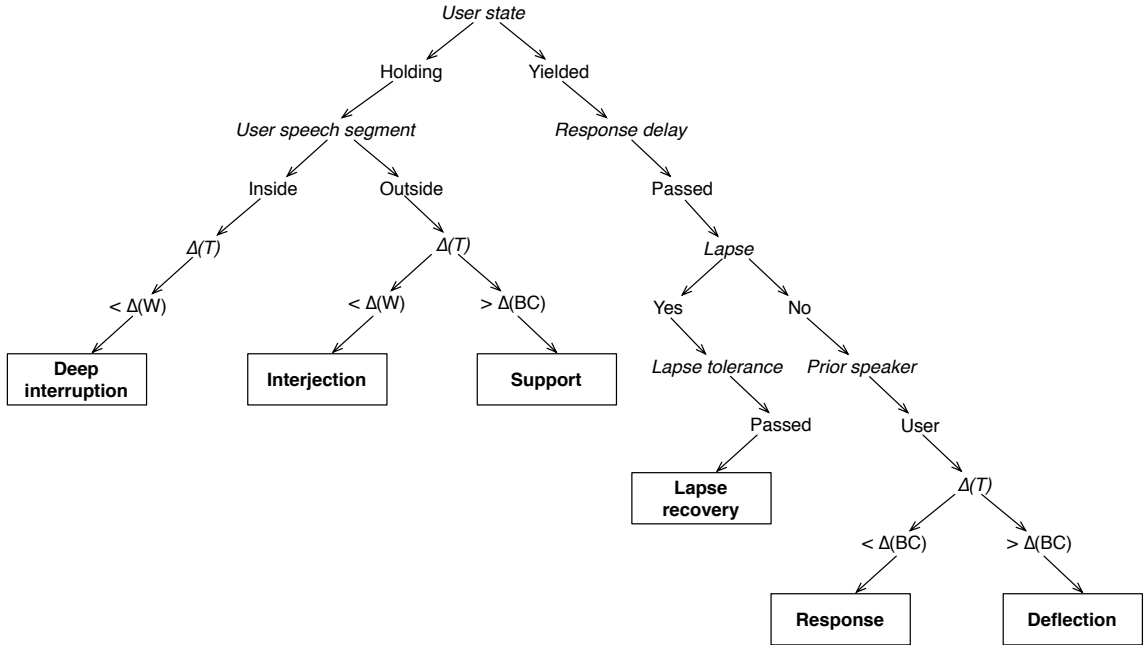 User state
Holding
Yielded
User speech segment
Response delay
Inside
Outside
Passed
Δ(T)
Δ(T)
Lapse
< Δ(W)
< Δ(W)
> Δ(BC)
Yes
No
Deep
interruption
Interjection
Support
Lapse tolerance
Prior speaker
Passed
User
Lapse
recovery
Δ(T)
< Δ(BC)
> Δ(BC)
Response
Deflection